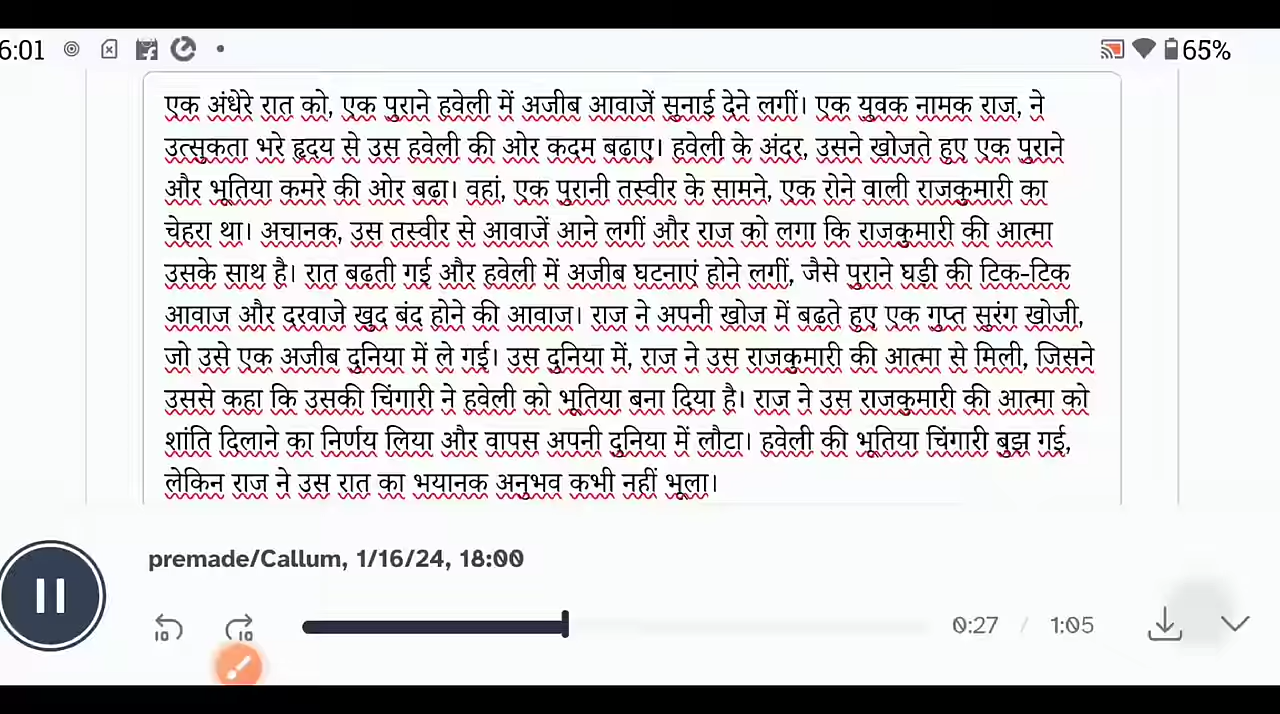 6:01
65%
एक अंधेरे रात को, एक पुराने हवेली में अजीब आवाजें सुनाई देने लगीं। एक युवक नामक राज, ने
उत्सुकता भरे हृदय से उस हवेली की ओर कदम बढाए। हवेली के अंदर, उसने खोजते हुए एक पुराने
और भूतिया कमरे की ओर बढा। वहां, एक पुरानी तस्वीर के सामने, एक रोने वाली राजकुमारी का
चेहरा था। अचानक, उस तस्वीर से आवाजें आने लगीं और राज को लगा कि राजकुमारी की आत्मा
उसके साथ है। रात बढ़ती गई और हवेली में अजीब घटनाएं होने लगीं, जैसे पुराने घड़ी की टिक-टिक
आवाज और दरवाजे खुद बंद होने की आवाज। राज ने अपनी खोज में बढते हुए एक गुप्त सुरंग खोजी,
जो उसे एक अजीब दुनिया में ले गई। उस दुनिया में, राज ने उस राजकुमारी की आत्मा से मिली, जिसने
उससे कहा कि उसकी चिंगारी ने हवेली को भूतिया बना दिया है। राज ने उस राजकुमारी की आत्मा को
शांति दिलाने का निर्णय लिया और वापस अपनी दुनिया में लौटा। हवेली की भूतिया चिंगारी बुझ गई,
लेकिन राज ने उस रात का भयानक अनुभव कभी नहीं भूला।
premade/Callum, 1/16/24, 18:00
10 10 0:27 / 1:05